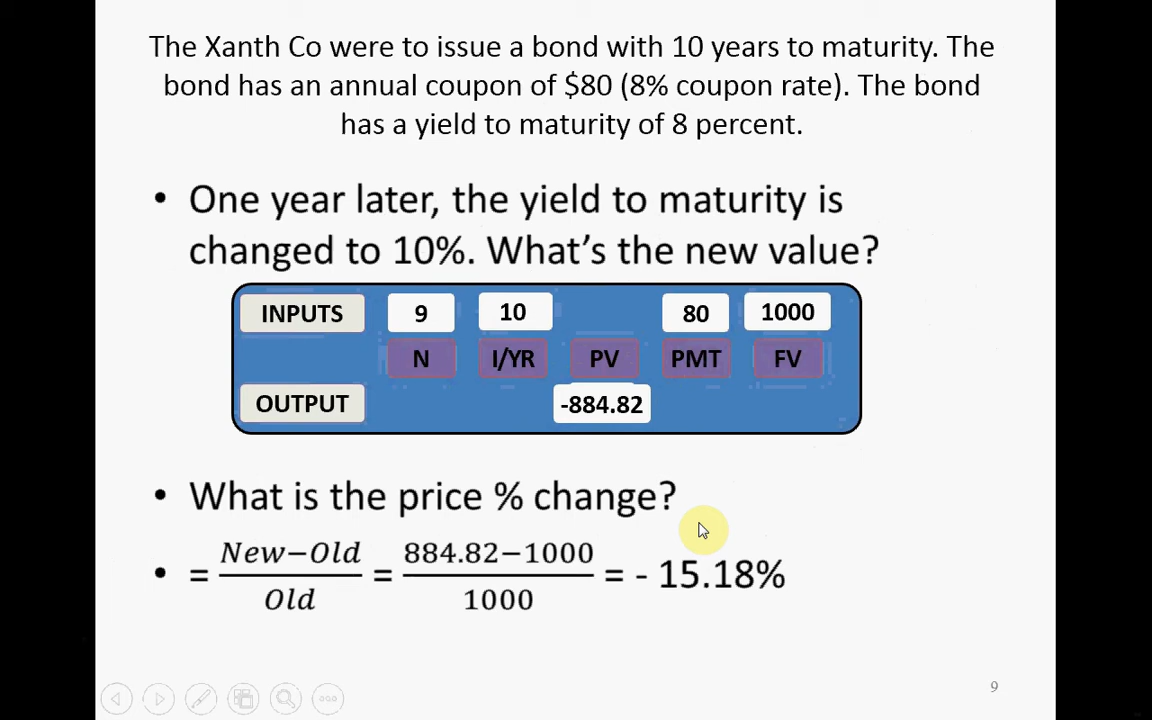 The Xanth Co were to issue a bond with 10 years to maturity. The
bond has an annual coupon of $80 (8% coupon rate). The bond
has a yield to maturity of 8 percent.
• One year later, the yield to maturity is
changed to 10%. What's the new value?
INPUTS 9 10 80 1000
N I/YR PV PMT FV
OUTPUT -884.82
• What is the price % change?
• = New−Old / Old = 884.82−1000 / 1000 = - 15.18%
9